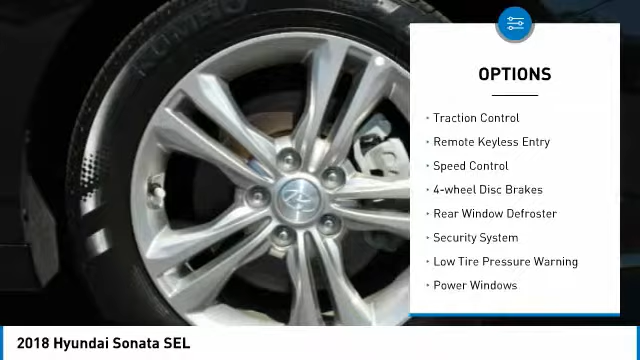 KUMHO
OPTIONS
Traction Control
Remote Keyless Entry
Speed Control
4-wheel Disc Brakes
Rear Window Defroster
Security System
Low Tire Pressure Warning
Power Windows
2018 Hyundai Sonata SEL